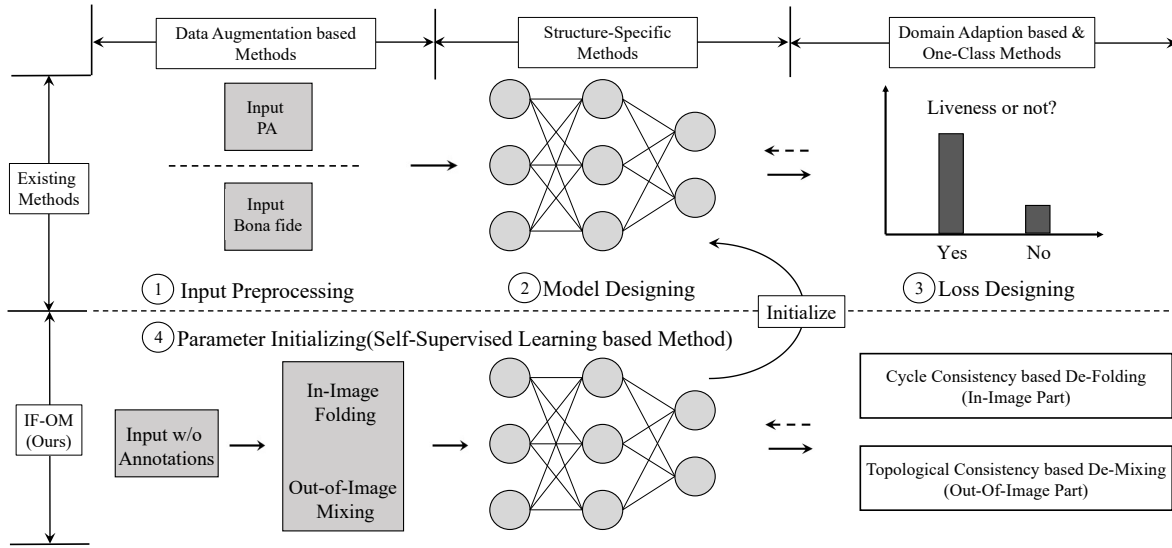 Data Augmentation based
Methods
Structure-Specific
Methods
Domain Adaption based &
One-Class Methods
Existing
Methods
Input
PA
Input
Bona fide
Liveness or not?
Yes
No
1 Input Preprocessing
2 Model Designing
3 Loss Designing
Initialize
4 Parameter Initializing(Self-Supervised Learning based Method)
IF-OM
(Ours)
Input w/o
Annotations
In-Image
Folding
Out-of-Image
Mixing
Cycle Consistency based De-Folding
(In-Image Part)
Topological Consistency based De-Mixing
(Out-Of-Image Part)